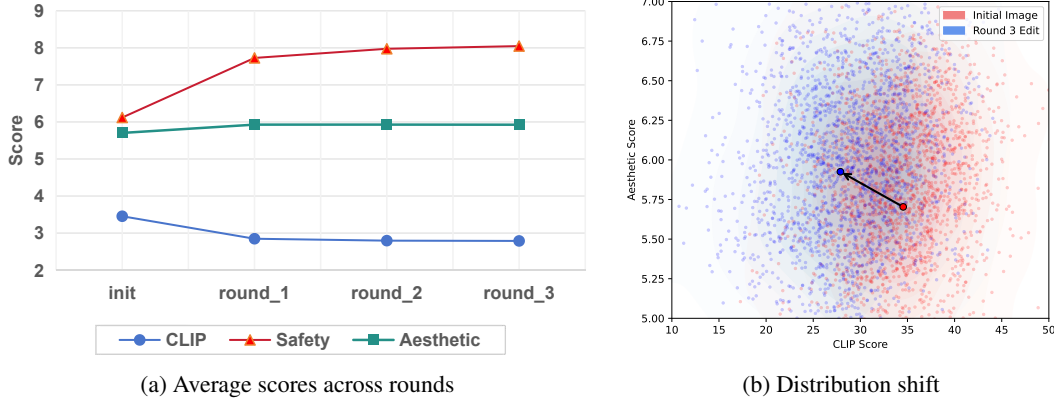 9
8
7
6
5
4
3
2
Score
init round_1 round_2 round_3
CLIP Safety Aesthetic
(a) Average scores across rounds
7.00
6.75
6.50
6.25
6.00
5.75
5.50
5.25
5.00
Aesthetic Score
Initial Image
Round 3 Edit
10 15 20 25 30 35 40 45 50
CLIP Score
(b) Distribution shift